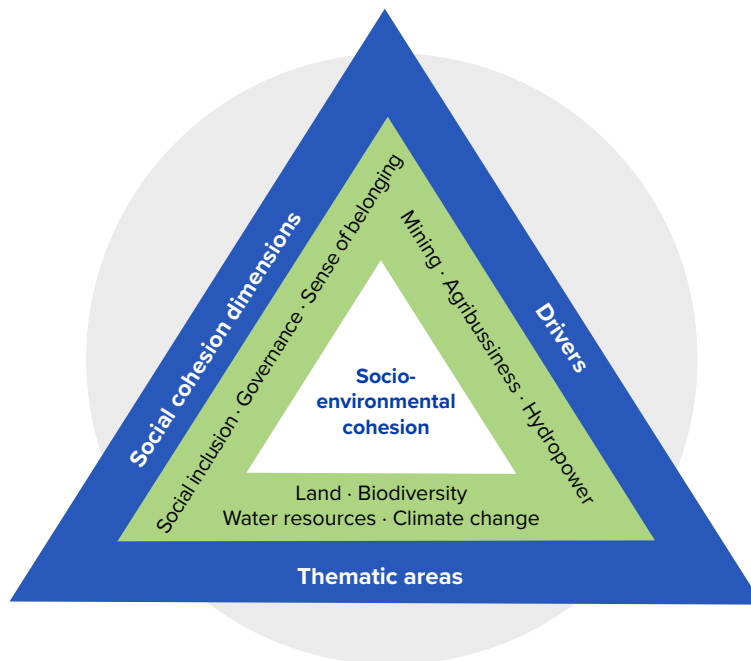 Social cohesion dimensions
Social inclusion · Governance · Sense of belonging
Drivers
Mining · Agribussiness · Hydropower
Socio-
environmental
cohesion
Land · Biodiversity
Water resources · Climate change
Thematic areas